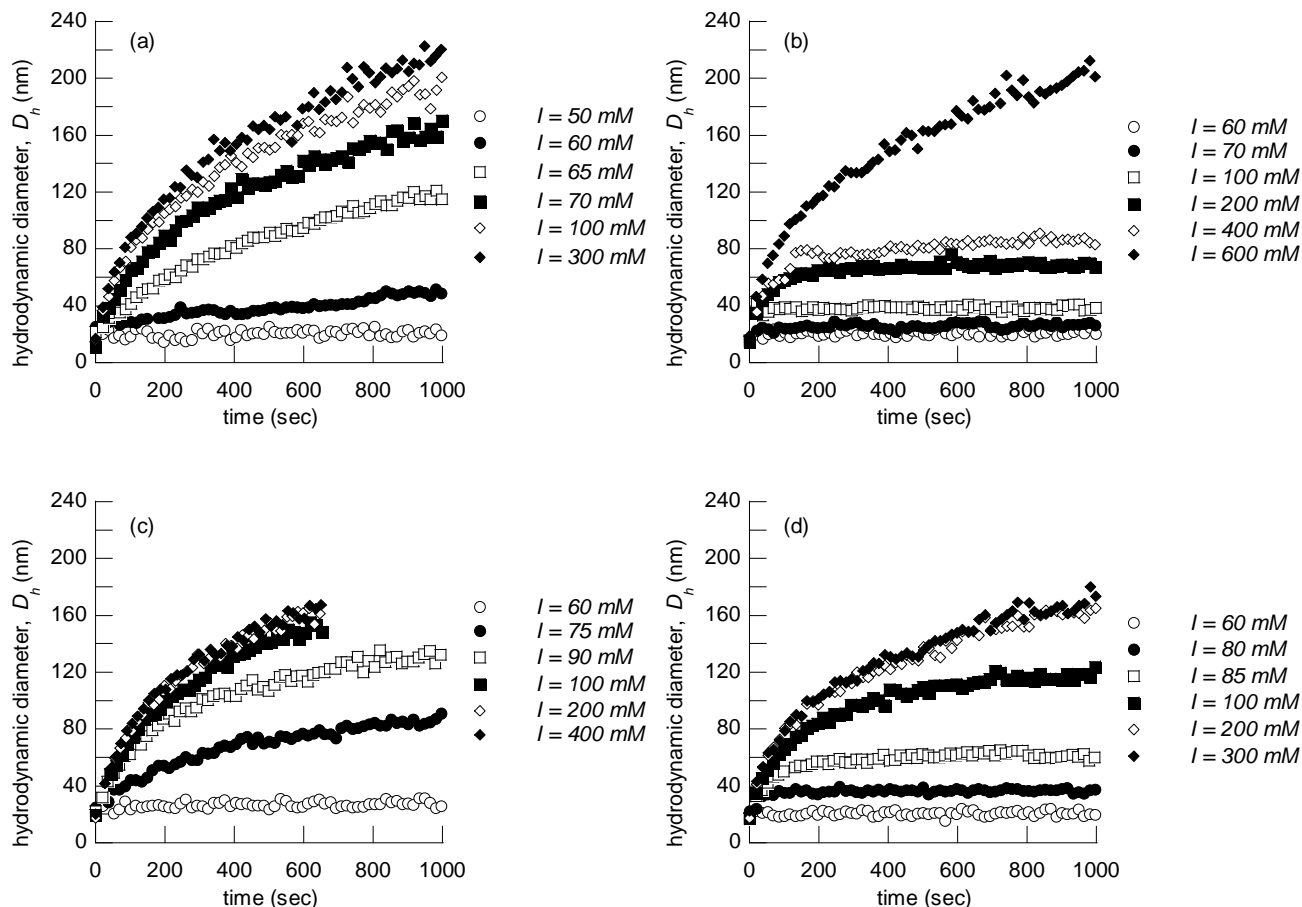 (a)
hydrodynamic diameter, D_h (nm)
240
200
160
120
80
40
0
0 200 400 600 800 1000
time (sec)
I = 50 mM
I = 60 mM
I = 65 mM
I = 70 mM
I = 100 mM
I = 300 mM
(b)
hydrodynamic diameter, D_h (nm)
240
200
160
120
80
40
0
0 200 400 600 800 1000
time (sec)
I = 60 mM
I = 70 mM
I = 100 mM
I = 200 mM
I = 400 mM
I = 600 mM
(c)
hydrodynamic diameter, D_h (nm)
240
200
160
120
80
40
0
0 200 400 600 800 1000
time (sec)
I = 60 mM
I = 75 mM
I = 90 mM
I = 100 mM
I = 200 mM
I = 400 mM
(d)
hydrodynamic diameter, D_h (nm)
240
200
160
120
80
40
0
0 200 400 600 800 1000
time (sec)
I = 60 mM
I = 80 mM
I = 85 mM
I = 100 mM
I = 200 mM
I = 300 mM